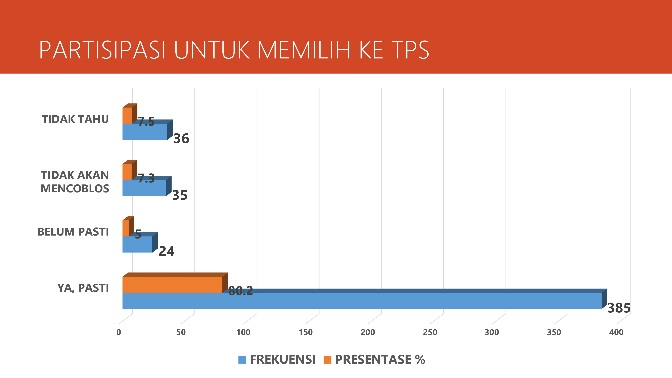 PARTISIPASI UNTUK MEMILIH KE TPS
TIDAK TAHU
7.5
36
TIDAK AKAN
MENCOBLOS
7.3
35
BELUM PASTI
5
24
YA, PASTI
80.2
385
0 50 100 150 200 250 300 350 400
FREKUENSI PRESENTASE %